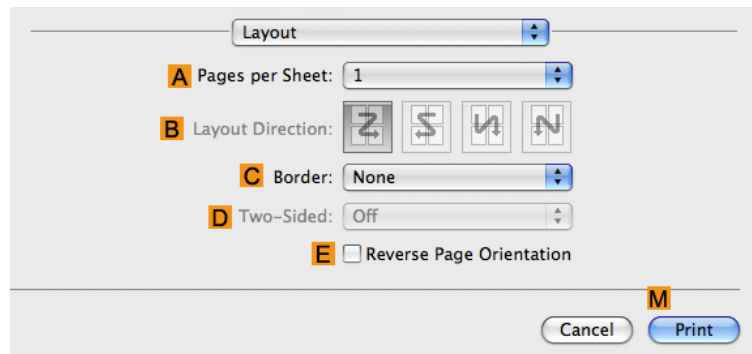 Layout
A Pages per Sheet: 1
B Layout Direction:
C Border: None
D Two-Sided: Off
E Reverse Page Orientation
M
Cancel Print